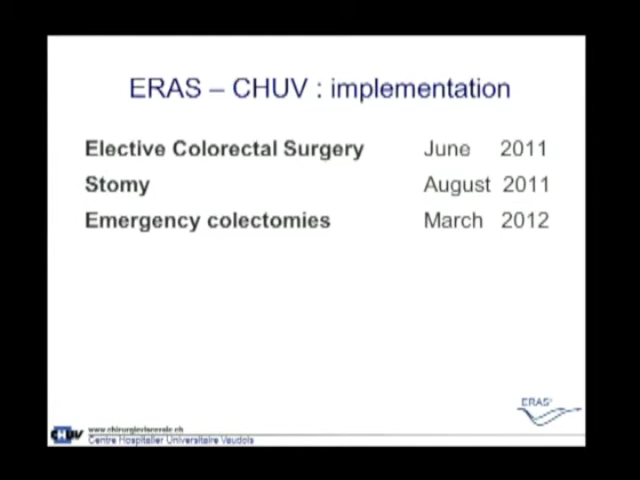 ERAS – CHUV : implementation
Elective Colorectal Surgery June 2011
Stomy August 2011
Emergency colectomies March 2012
ERAS
CHUV
www.chirurgieviscerale.ch
Centre Hospitalier Universitaire Vaudois